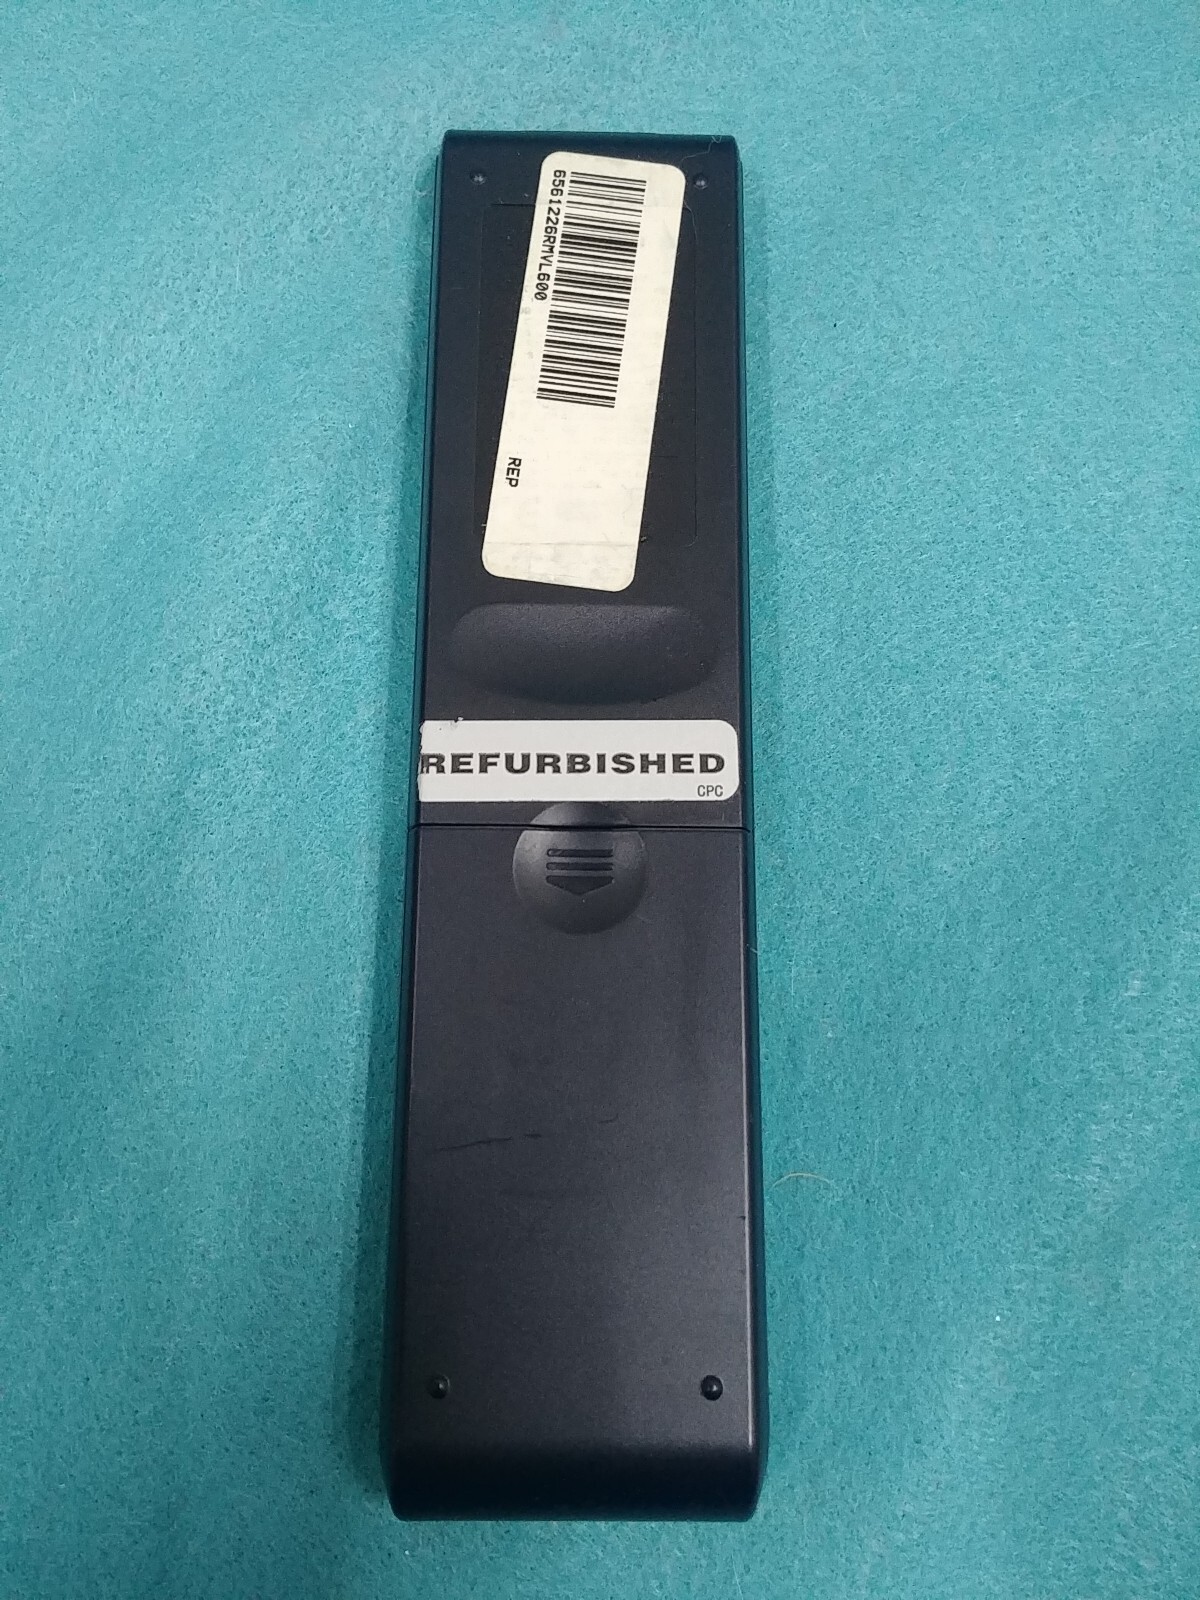 6561226RMVL600
REP
REFURBISHED
CPC